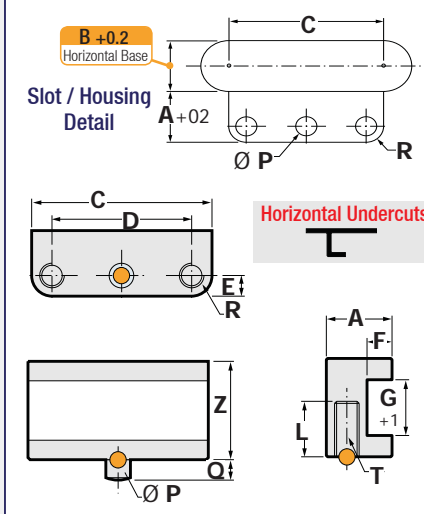 C
B +0.2
Horizontal Base
Slot / Housing
Detail
A+02
Ø P
R
C
D
Horizontal Undercuts
E
R
A
F
Z
G
+1
L
Q
Ø P
T